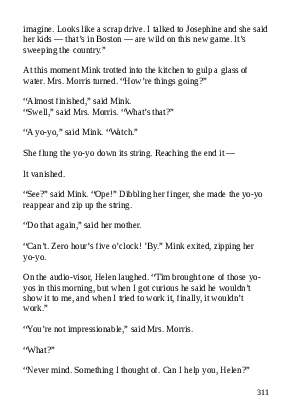 imagine. Looks like a scrap drive. I talked to Josephine and she said
her kids — that’s in Boston — are wild on this new game. It’s
sweeping the country.”
At this moment Mink trotted into the kitchen to gulp a glass of
water. Mrs. Morris turned. “How’re things going?”
“Almost finished,” said Mink.
“Swell,” said Mrs. Morris. “What’s that?”
“A yo-yo,” said Mink. “Watch.”
She flung the yo-yo down its string. Reaching the end it —
It vanished.
“See?” said Mink. “Ope!” Dibbling her finger, she made the yo-yo
reappear and zip up the string.
“Do that again,” said her mother.
“Can’t. Zero hour’s five o’clock! ’By.” Mink exited, zipping her
yo-yo.
On the audio-visor, Helen laughed. “Tim brought one of those yo-
yos in this morning, but when I got curious he said he wouldn’t
show it to me, and when I tried to work it, finally, it wouldn’t
work.”
“You’re not impressionable,” said Mrs. Morris.
“What?”
“Never mind. Something I thought of. Can I help you, Helen?”
311